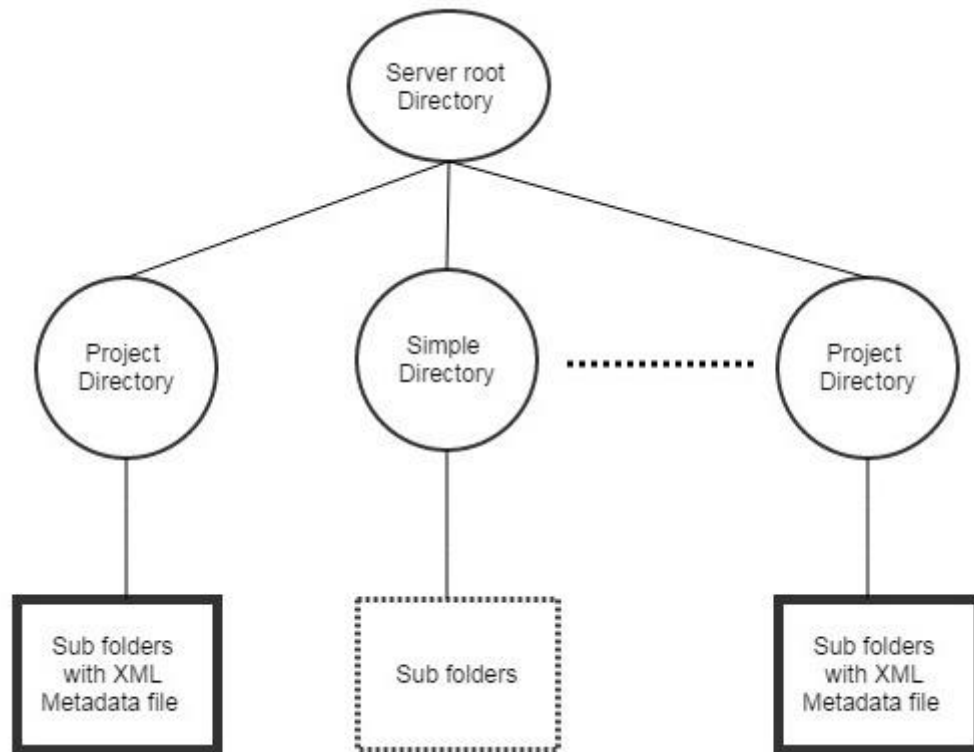 Server root
Directory
Project
Directory
Simple
Directory
Project
Directory
Sub folders
with XML
Metadata file
Sub folders
Sub folders
with XML
Metadata file